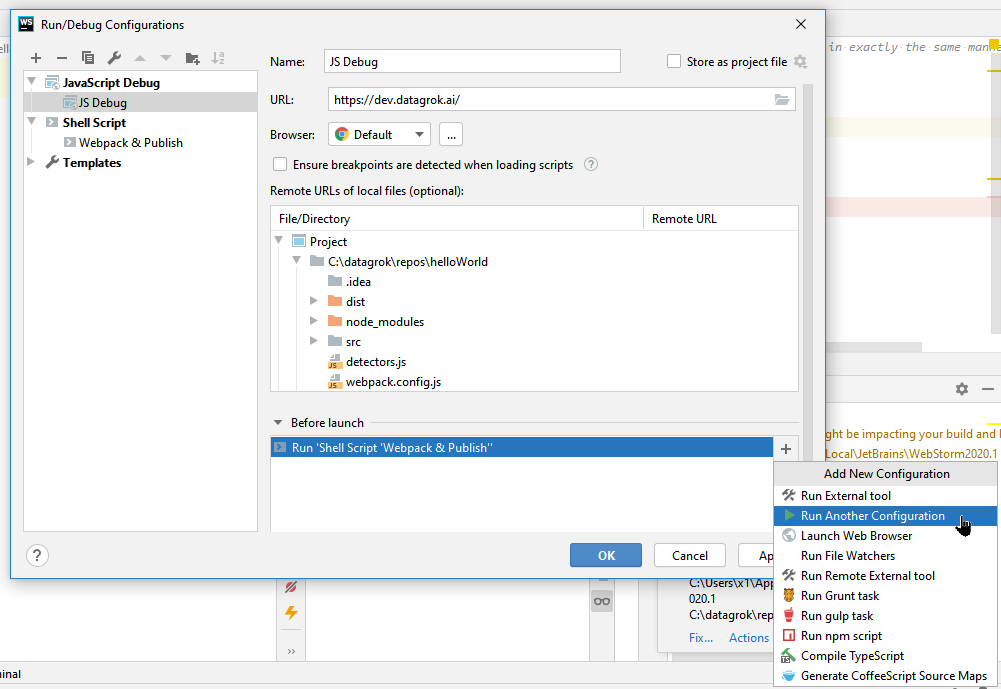 WS Run/Debug Configurations
in exactly the same mann
Name: JS Debug
Store as project file
JavaScript Debug
JS Debug
Shell Script
Webpack & Publish
Templates
URL: https://dev.datagrok.ai/
Browser: Default ...
Ensure breakpoints are detected when loading scripts ?
Remote URLs of local files (optional):
File/Directory Remote URL
Project
C:\datagrok\repos\helloWorld
.idea
dist
node_modules
src
JS detectors.js
JS webpack.config.js
Before launch
Run 'Shell Script 'Webpack & Publish''
ght be impacting your build and
Local\JetBrains\WebStorm2020.1
Add New Configuration
Run External tool
Run Another Configuration
Launch Web Browser
Run File Watchers
Run Remote External tool
Run Grunt task
Run gulp task
Run npm script
TS Compile TypeScript
Generate CoffeeScript Source Maps
? OK Cancel Ap
C:\Users\x1\App
020.1
C:\datagrok\rep
Fix... Actions
inal